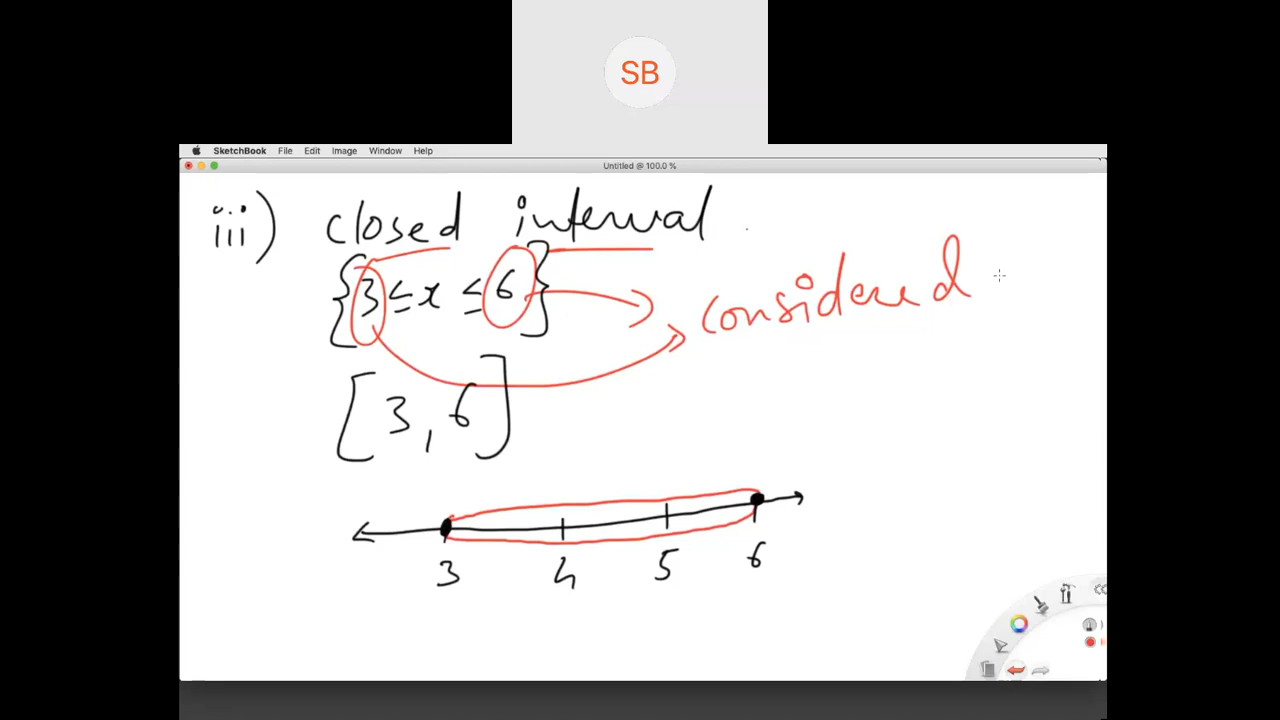 SB
SketchBook File Edit Image Window Help
Untitled @ 100.0 %
iii) closed interval
{3 ≤ x ≤ 6} considered
[3, 6]
3 4 5 6